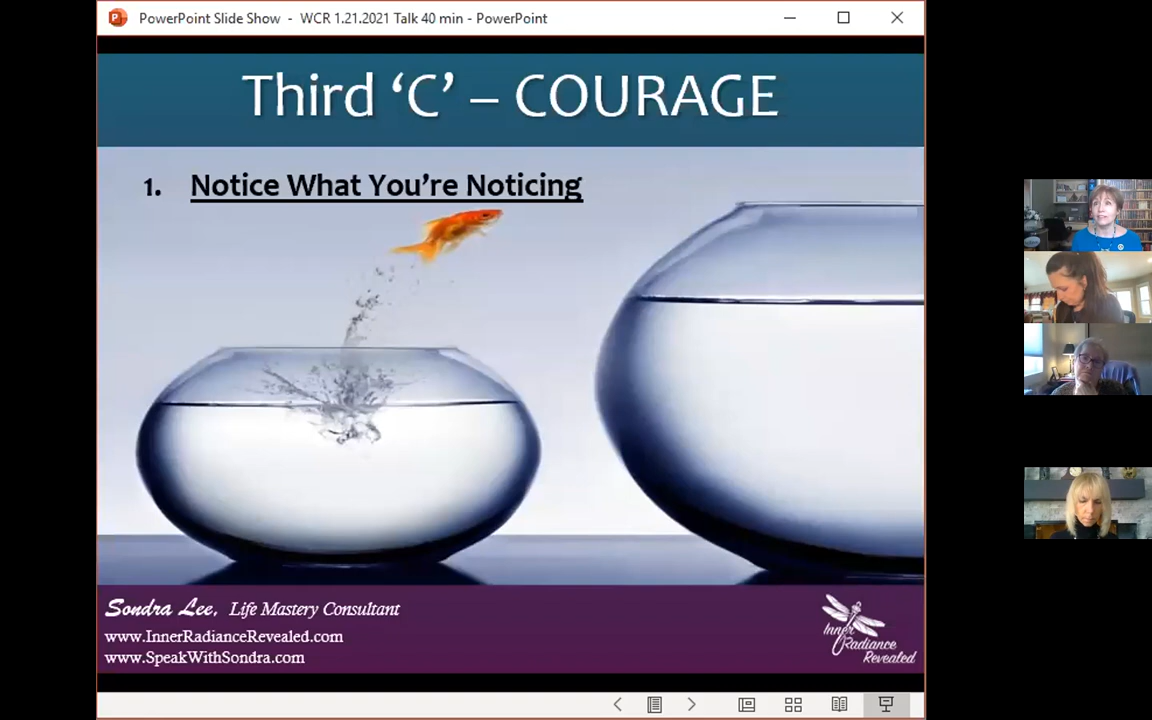 PowerPoint Slide Show - WCR 1.21.2021 Talk 40 min - PowerPoint
Third ‘C’ – COURAGE
1. Notice What You’re Noticing
Sondra Lee, Life Mastery Consultant
www.InnerRadianceRevealed.com
www.SpeakWithSondra.com
Inner
Radiance
Revealed